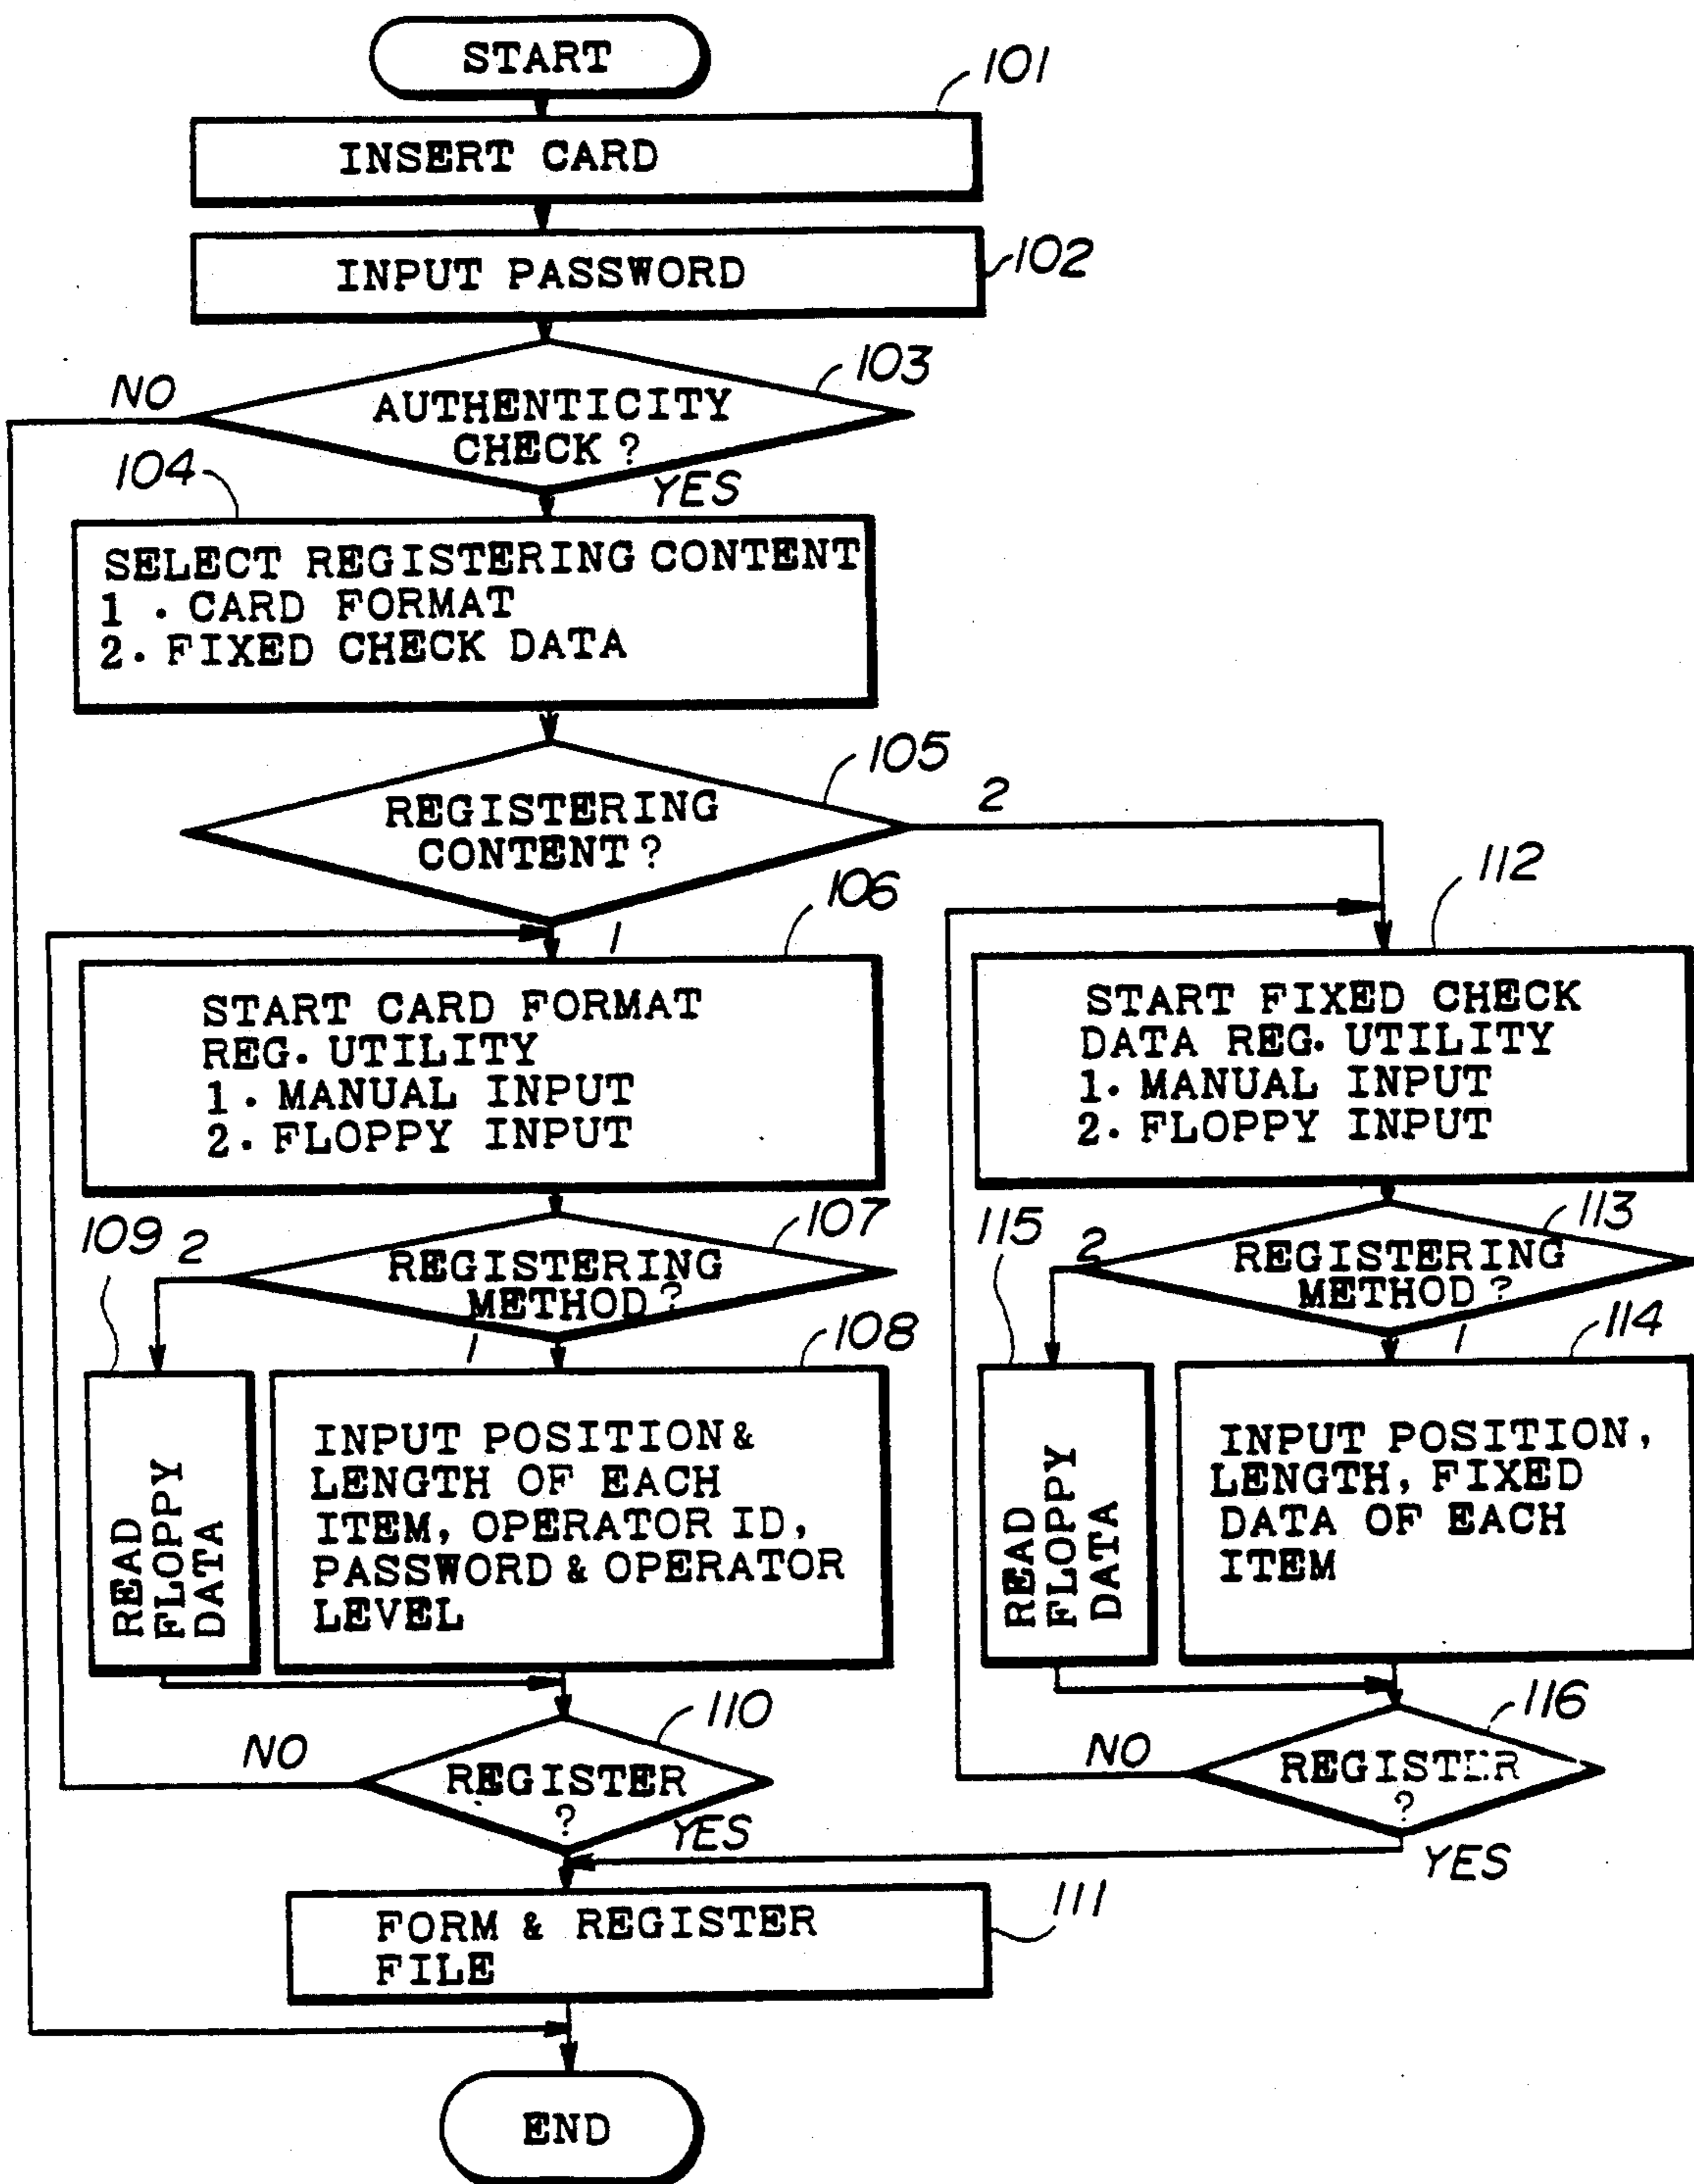 START
101
INSERT CARD
INPUT PASSWORD
102
103
NO
AUTHENTICITY
CHECK?
104
YES
SELECT REGISTERING CONTENT
1. CARD FORMAT
2. FIXED CHECK DATA
105
2
REGISTERING
CONTENT?
106
1
112
START CARD FORMAT
REG. UTILITY
1. MANUAL INPUT
2. FLOPPY INPUT
START FIXED CHECK
DATA REG. UTILITY
1. MANUAL INPUT
2. FLOPPY INPUT
109
2
107
REGISTERING
METHOD?
1
108
115
2
113
REGISTERING
METHOD?
1
114
READ
FLOPPY
DATA
INPUT POSITION &
LENGTH OF EACH
ITEM, OPERATOR ID,
PASSWORD & OPERATOR
LEVEL
READ
FLOPPY
DATA
INPUT POSITION,
LENGTH, FIXED
DATA OF EACH
ITEM
110
NO
REGISTER
?
YES
116
NO
REGISTER
?
YES
111
FORM & REGISTER
FILE
END